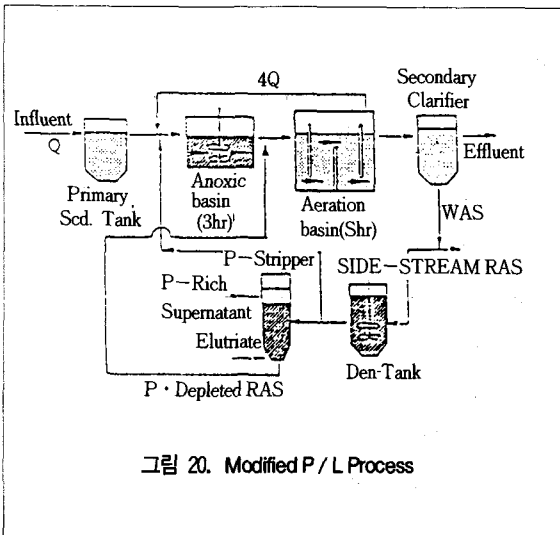 4Q
Secondary
Clarifier
Influent
Q
Effluent
Primary
Scd. Tank
Anoxic
basin
(3hr)
Aeration
basin(Shr)
WAS
P-Stripper
SIDE-STREAM RAS
P-Rich
Supernatant
Elutriate
Den-Tank
P · Depleted RAS
그림 20. Modified P / L Process